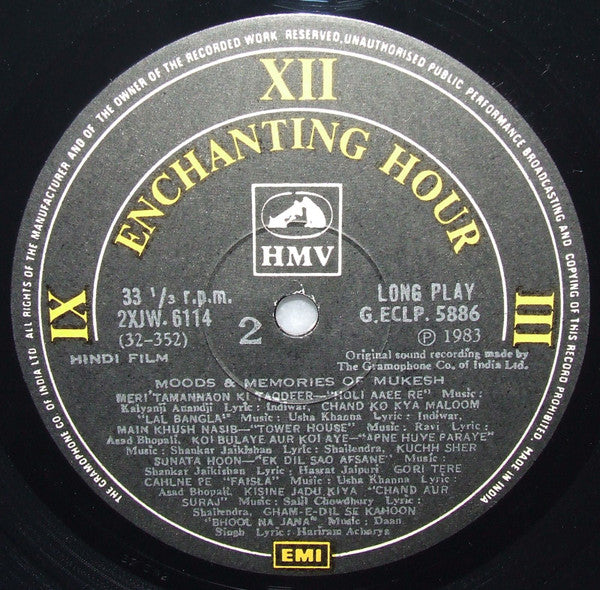 THE GRAMOPHONE CO OF INDIA LTD ALL RIGHTS OF THE MANUFACTURER AND OF THE OWNER OF THE RECORDED WORK RESERVED. UNAUTHORISED PUBLIC PERFORMANCE BROADCASTING AND COPYING OF THIS RECORD PROHIBITED. MADE IN INDIA
XII
ENCHANTING HOUR
IX
III
HMV
33 1/3 r.p.m.
2XJW. 6114
(32-352)
2
LONG PLAY
G.ECLP. 5886
Ⓟ 1983
HINDI FILM
Original sound recording made by
The Gramophone Co. of India Ltd.
MOODS & MEMORIES OF MUKESH
MERI TAMANNAON KI TAQDEER—"HOLI AAEE RE" Music :
Kalyanji Anandji Lyric : Indiwar, CHAND KO KYA MALOOM
"LAL BANGLA" Music : Usha Khanna Lyric : Indiwar,
MAIN KHUSH NASIB—"TOWER HOUSE" Music : Ravi Lyric :
Asad Bhopali, KOI BULAYE AUR KOI AYE—"APNE HUYE PARAYE"
Music : Shankar Jaikishan Lyric : Shailendra, KUCHH SHER
SUNATA HOON—"EK DIL SAO AFSANE" Music :
Shankar Jaikishan Lyric : Hasrat Jaipuri GORI TERE
CAHLNE PE "FAISLA" Music : Usha Khanna Lyric :
Asad Bhopali, KISINE JADU KIYA "CHAND AUR
SURAJ" Music : Salil Chowdhury Lyric :
Shailendra, GHAM-E-DIL SE KAHOON
"BHOOL NA JANA" Music : Daan
Singh Lyric : Hariram Acharya
EMI